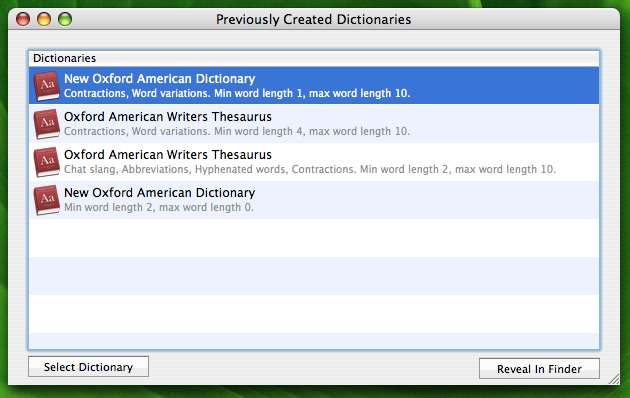 Previously Created Dictionaries
Dictionaries
Aa
New Oxford American Dictionary
Contractions, Word variations. Min word length 1, max word length 10.
Aa
Oxford American Writers Thesaurus
Contractions, Word variations. Min word length 4, max word length 10.
Aa
Oxford American Writers Thesaurus
Chat slang, Abbreviations, Hyphenated words, Contractions. Min word length 2, max word length 10.
Aa
New Oxford American Dictionary
Min word length 2, max word length 0.
Select Dictionary
Reveal In Finder